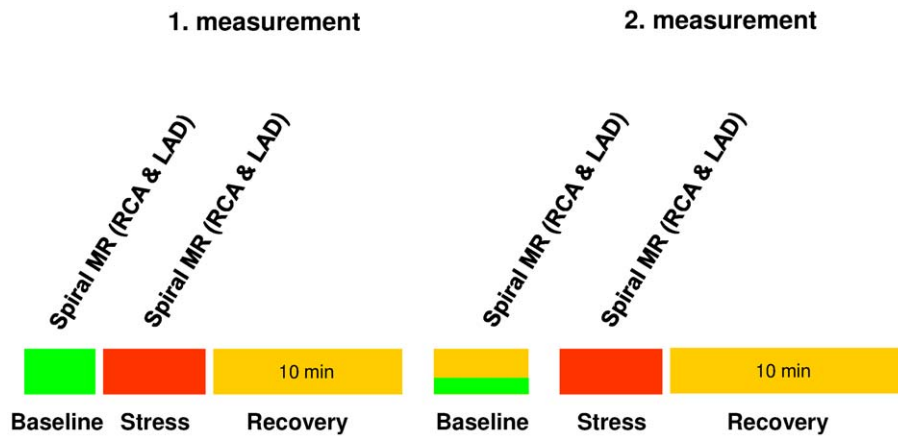 1. measurement
2. measurement
Spiral MR (RCA & LAD)
Spiral MR (RCA & LAD)
Spiral MR (RCA & LAD)
Spiral MR (RCA & LAD)
10 min
10 min
Baseline
Stress
Recovery
Baseline
Stress
Recovery